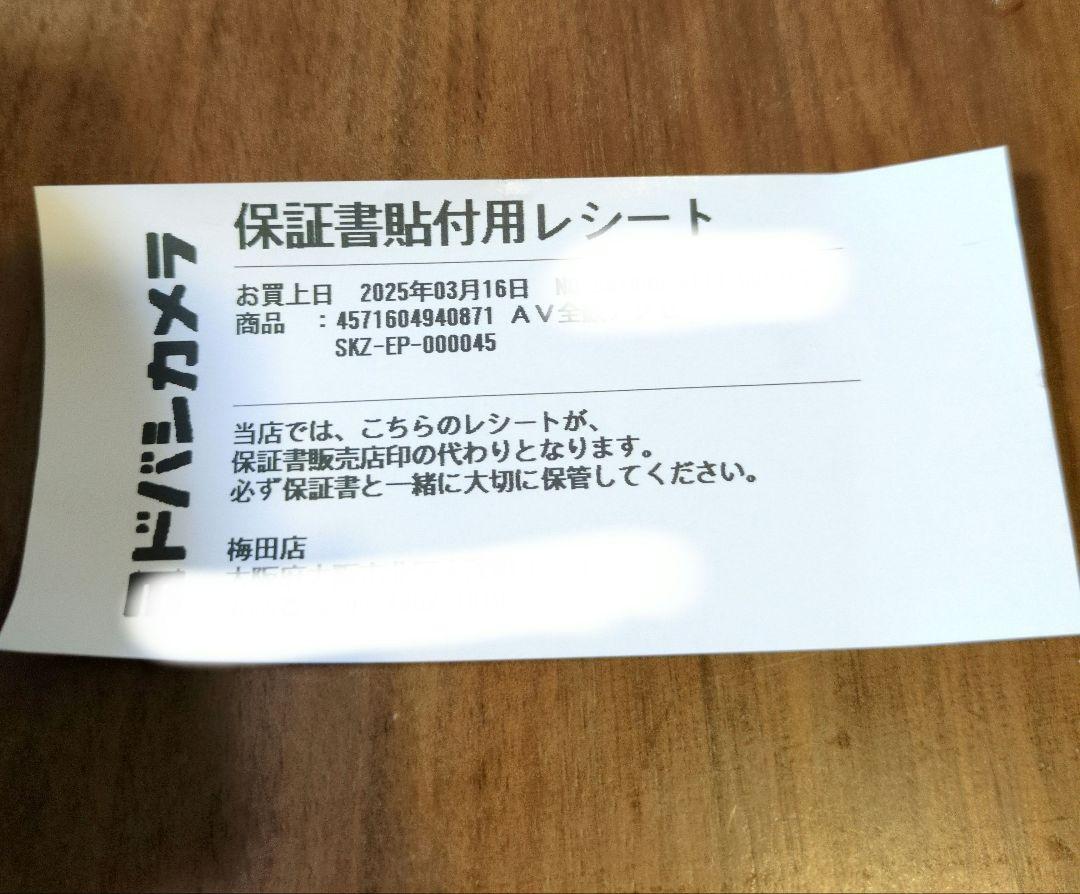 保証書貼付用レシート
お買上日 2025年03月16日
商品 :4571604940871 AV
SKZ-EP-000045
当店では、こちらのレシートが、
保証書販売店印の代わりとなります。
必ず保証書と一緒に大切に保管してください。
梅田店
ドバシカメラ